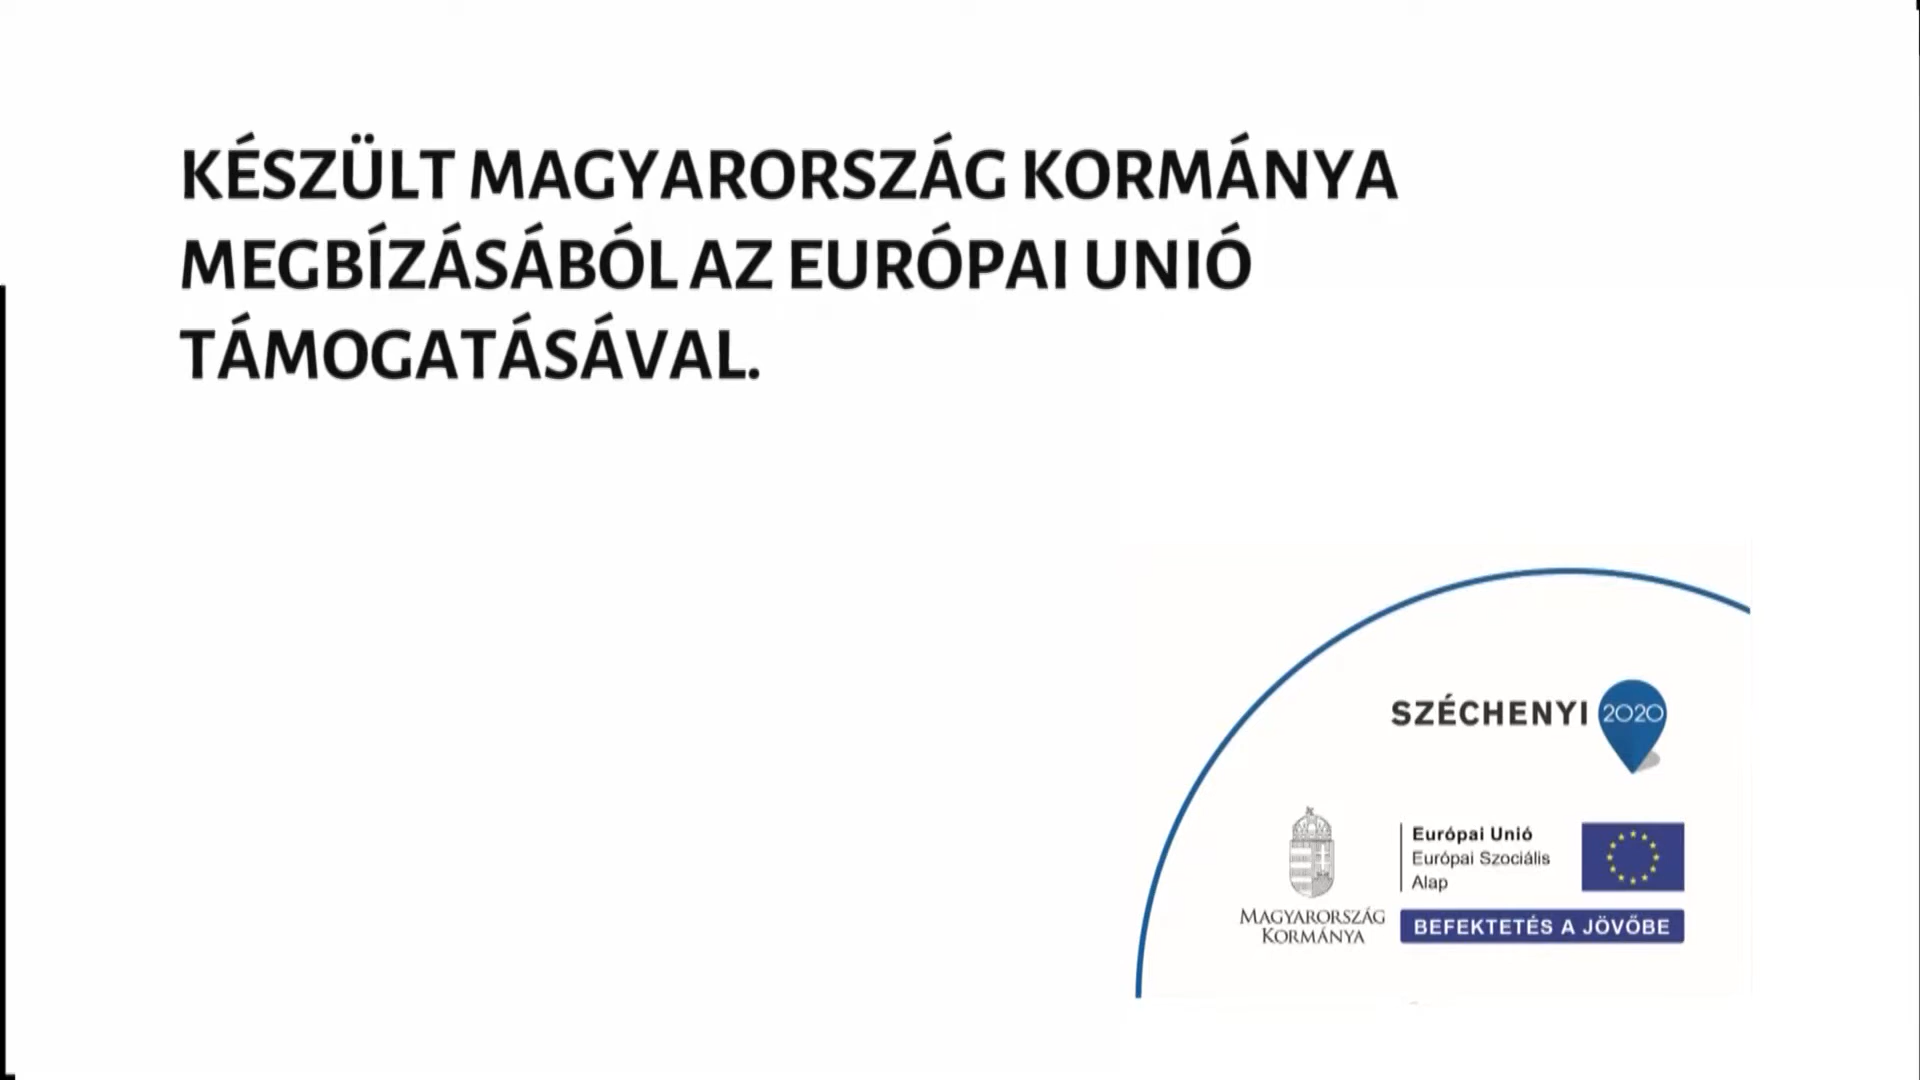 KÉSZÜLT MAGYARORSZÁG KORMÁNYA
MEGBÍZÁSÁBÓL AZ EURÓPAI UNIÓ
TÁMOGATÁSÁVAL.
SZÉCHENYI 2020
MAGYARORSZÁG
KORMÁNYA
Európai Unió
Európai Szociális
Alap
BEFEKTETÉS A JÖVŐBE